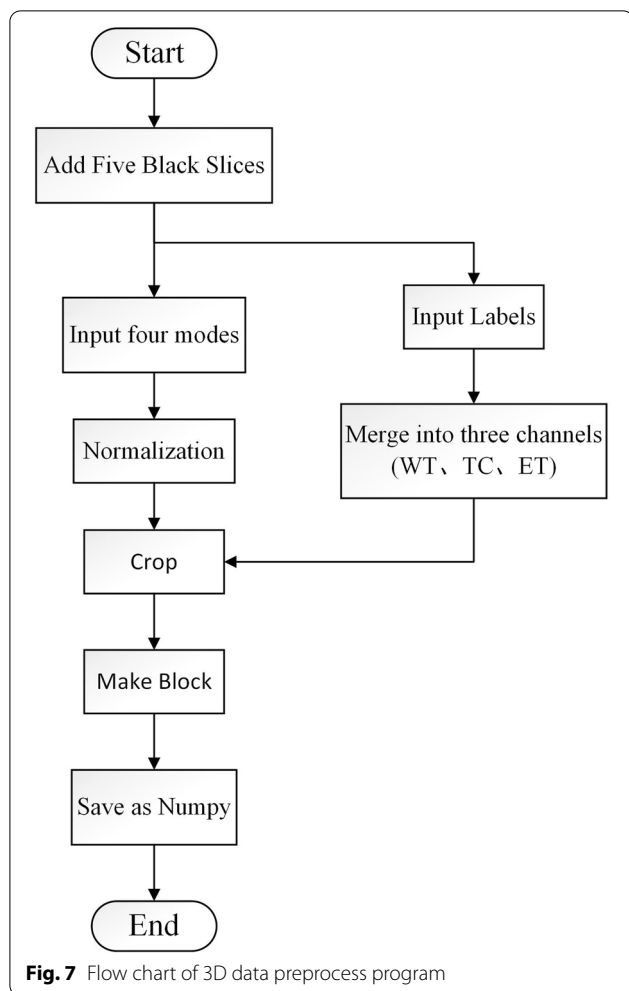 Start
Add Five Black Slices
Input four modes
Input Labels
Normalization
Merge into three channels
(WT、TC、ET)
Crop
Make Block
Save as Numpy
End
Fig. 7 Flow chart of 3D data preprocess program